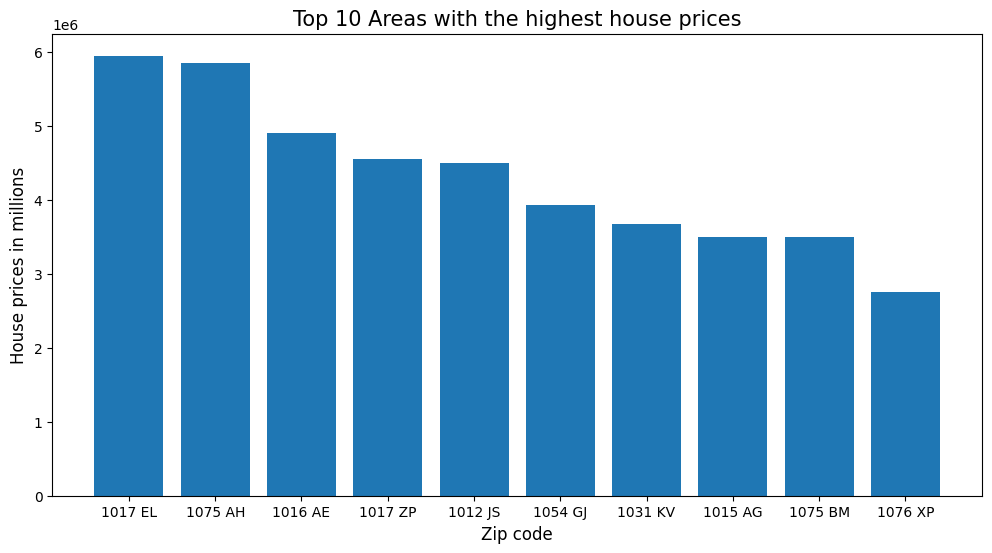 Top 10 Areas with the highest house prices
1e6
6
5
4
3
2
1
0
House prices in millions
1017 EL 1075 AH 1016 AE 1017 ZP 1012 JS 1054 GJ 1031 KV 1015 AG 1075 BM 1076 XP
Zip code